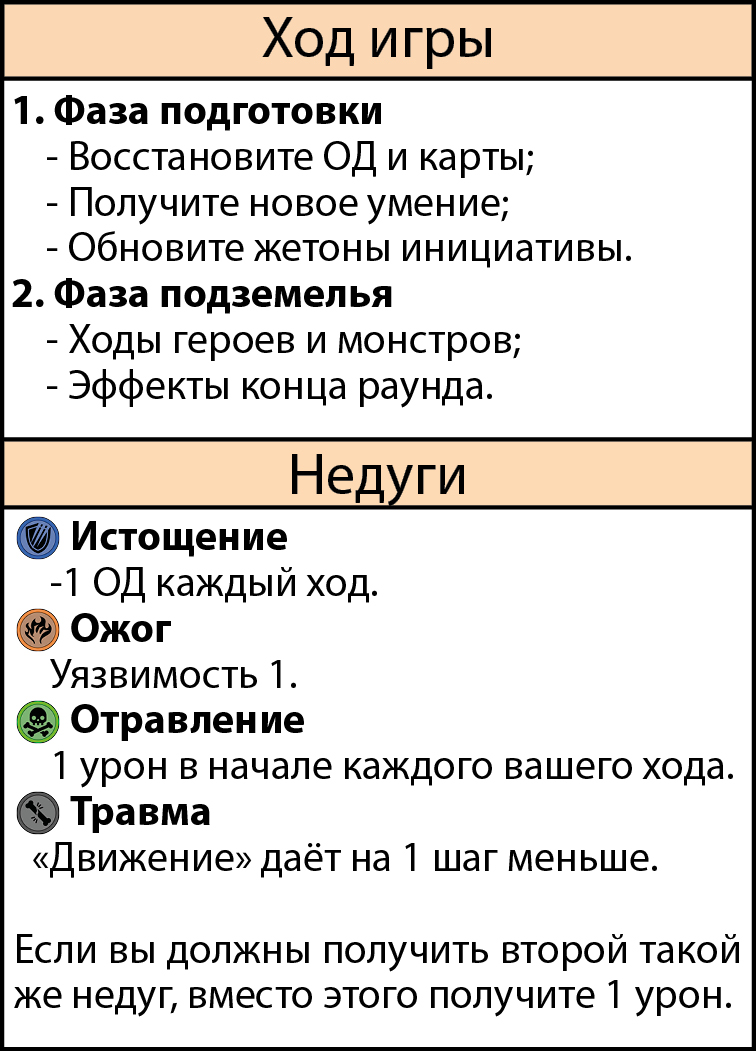 Ход игры
1. Фаза подготовки
- Восстановите ОД и карты;
- Получите новое умение;
- Обновите жетоны инициативы.
2. Фаза подземелья
- Ходы героев и монстров;
- Эффекты конца раунда.
Недуги
Истощение
-1 ОД каждый ход.
Ожог
Уязвимость 1.
Отравление
1 урон в начале каждого вашего хода.
Травма
«Движение» даёт на 1 шаг меньше.
Если вы должны получить второй такой
же недуг, вместо этого получите 1 урон.